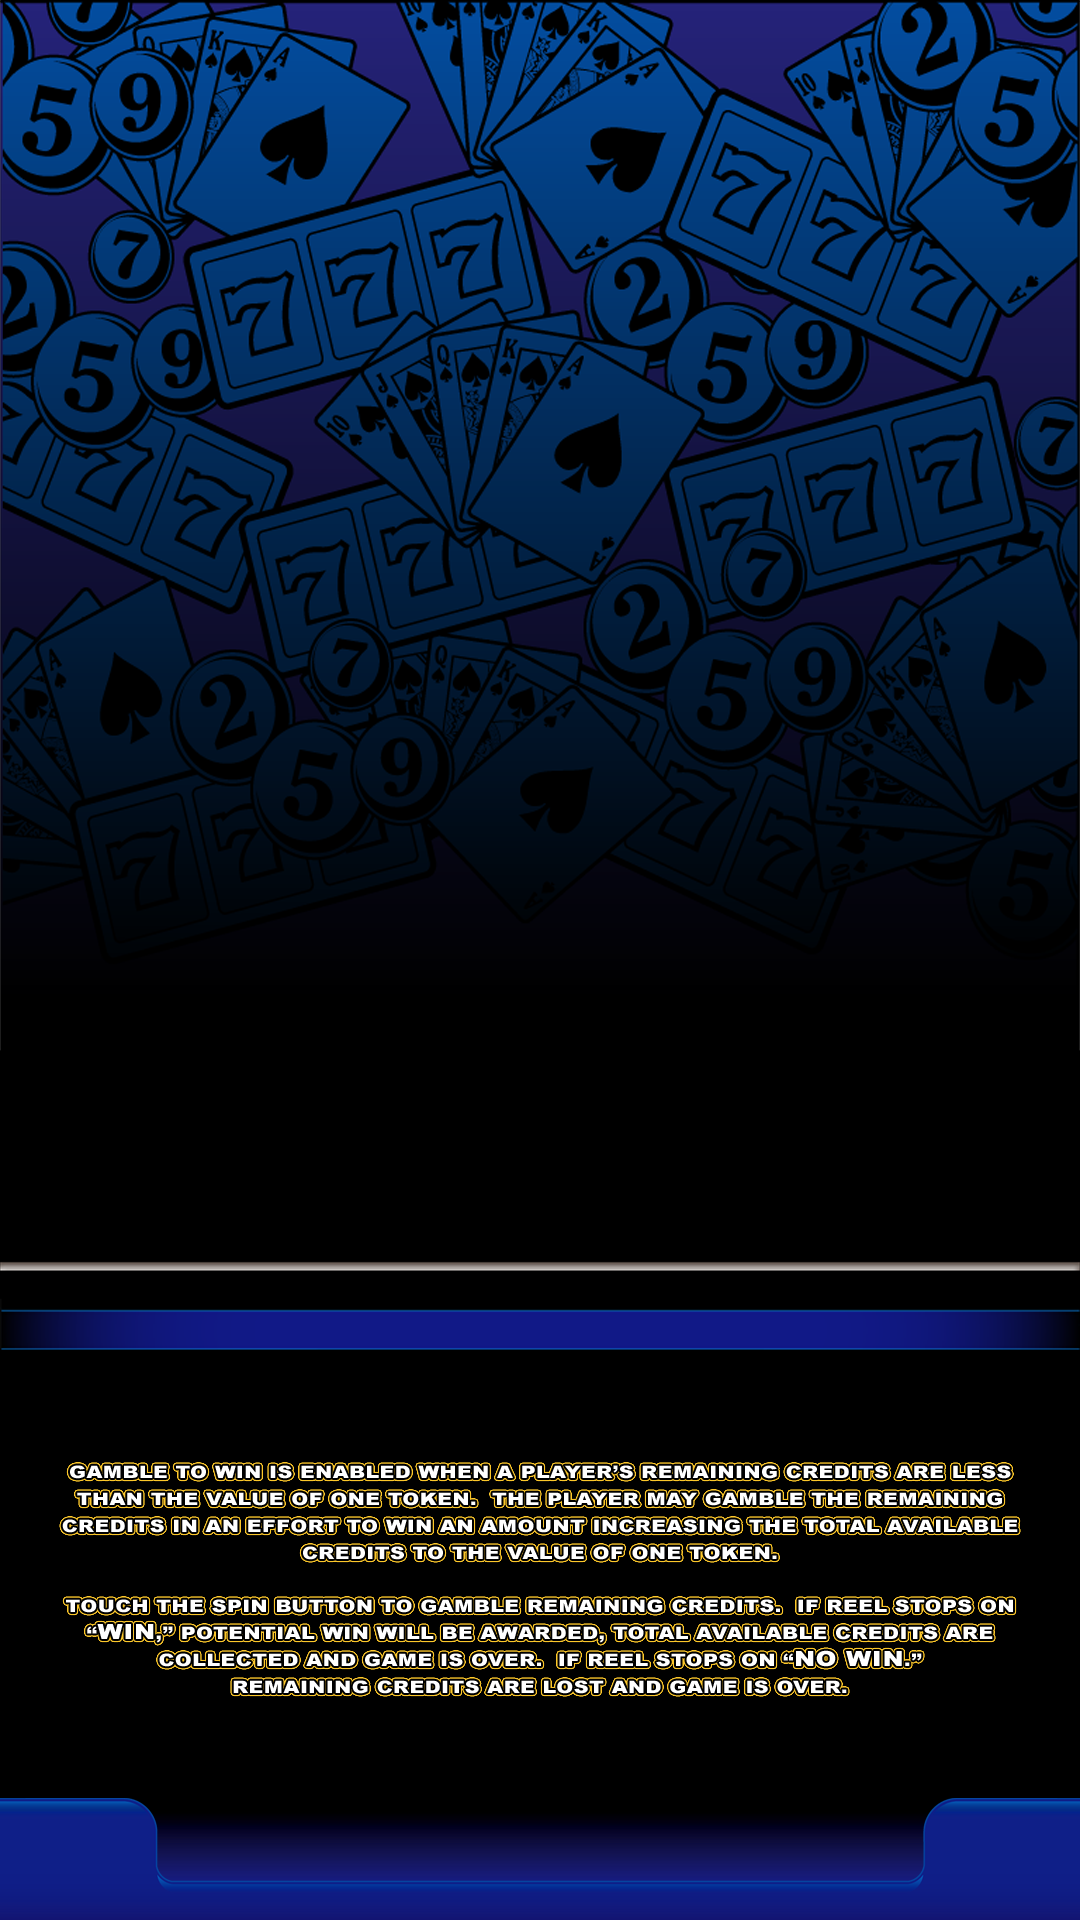 GAMBLE TO WIN IS ENABLED WHEN A PLAYER'S REMAINING CREDITS ARE LESS
THAN THE VALUE OF ONE TOKEN. THE PLAYER MAY GAMBLE THE REMAINING
CREDITS IN AN EFFORT TO WIN AN AMOUNT INCREASING THE TOTAL AVAILABLE
CREDITS TO THE VALUE OF ONE TOKEN.
TOUCH THE SPIN BUTTON TO GAMBLE REMAINING CREDITS. IF REEL STOPS ON
“WIN,” POTENTIAL WIN WILL BE AWARDED, TOTAL AVAILABLE CREDITS ARE
COLLECTED AND GAME IS OVER. IF REEL STOPS ON “NO WIN.”
REMAINING CREDITS ARE LOST AND GAME IS OVER.